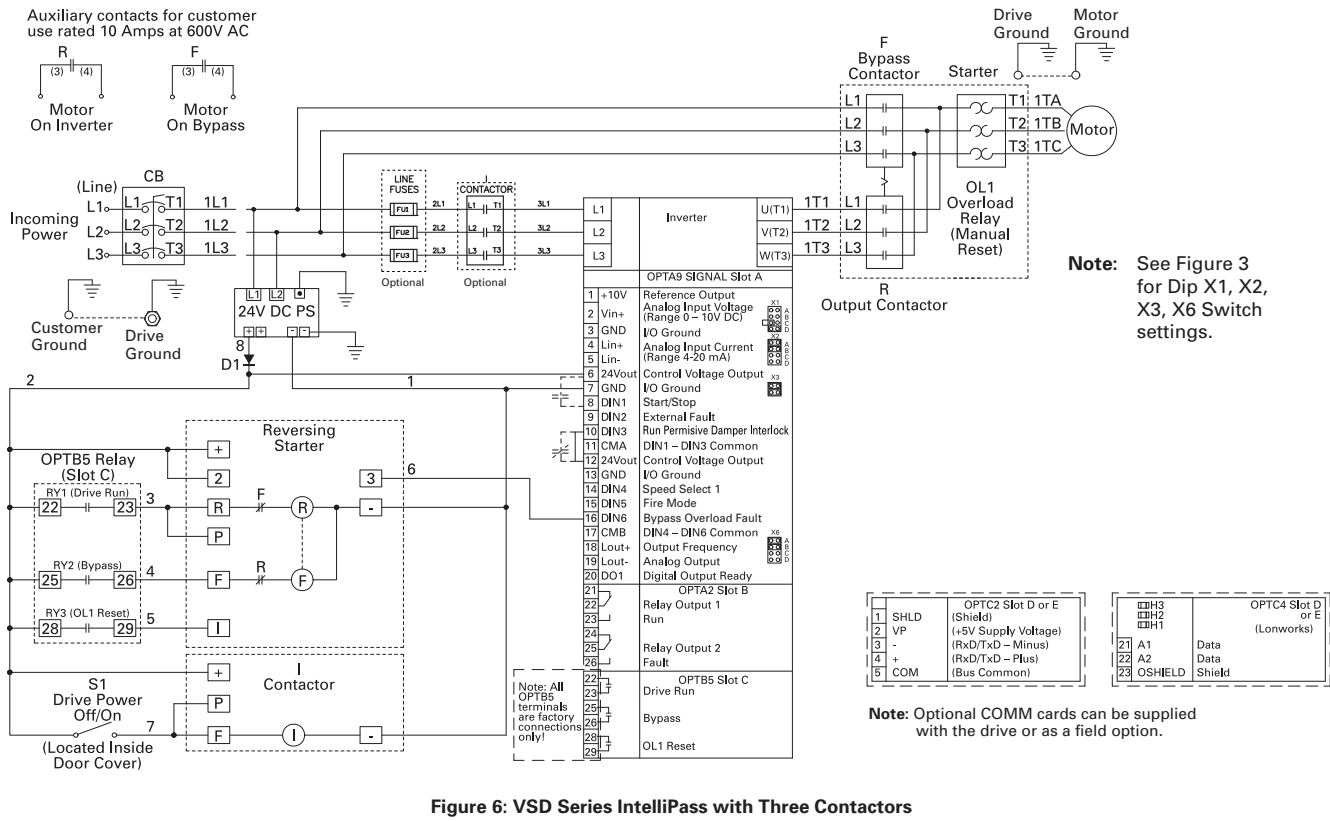 Auxiliary contacts for customer
use rated 10 Amps at 600V AC
R
(3) (4)
Motor
On Inverter
F
(3) (4)
Motor
On Bypass
Drive
Ground
Motor
Ground
F
Bypass
Contactor
Starter
L1
L2
L3
T1 1TA
T2 1TB
T3 1TC
Motor
OL1
Overload
Relay
(Manual
Reset)
R
Output Contactor
L1
L2
L3
1T1
1T2
1T3
Note: See Figure 3
for Dip X1, X2,
X3, X6 Switch
settings.
CB
(Line)
Incoming
Power
L1 L1 T1 1L1
L2 L2 T2 1L2
L3 L3 T3 1L3
LINE
FUSES
FU1
FU2
FU3
Optional
2L1
2L2
2L3
I
CONTACTOR
L1 T1
L2 T2
L3 T3
Optional
3L1
3L2
3L3
L1
L2
L3
Inverter
U(T1)
V(T2)
W(T3)
Customer
Ground
Drive
Ground
L1 L2
24V DC PS
+ + - -
8
D1
2
1
OPTA9 SIGNAL Slot A
1 +10V Reference Output
2 Vin+ Analog Input Voltage
(Range 0 – 10V DC)
3 GND I/O Ground
4 Lin+ Analog Input Current
5 Lin- (Range 4-20 mA)
6 24Vout Control Voltage Output
7 GND I/O Ground
8 DIN1 Start/Stop
9 DIN2 External Fault
10 DIN3 Run Permisive Damper Interlock
11 CMA DIN1 – DIN3 Common
12 24Vout Control Voltage Output
13 GND I/O Ground
14 DIN4 Speed Select 1
15 DIN5 Fire Mode
16 DIN6 Bypass Overload Fault
17 CMB DIN4 – DIN6 Common
18 Lout+ Output Frequency
19 Lout- Analog Output
20 DO1 Digital Output Ready
X1
A
B
C
D
X2
A
B
C
D
X3
X6
A
B
C
D
21 OPTA2 Slot B
22 Relay Output 1
23 Run
24
25 Relay Output 2
26 Fault
22 OPTB5 Slot C
23 Drive Run
25
26 Bypass
28
29 OL1 Reset
Note: All
OPTB5
terminals
are factory
connections
only!
Reversing
Starter
+
2
R
P
F
I
F
R
R
F
3
-
6
OPTB5 Relay
(Slot C)
RY1 (Drive Run)
22 23 3
RY2 (Bypass)
25 26 4
RY3 (OL1 Reset)
28 29 5
I
Contactor
+
P
F
I
-
S1
Drive Power
Off/On
7
(Located Inside
Door Cover)
OPTC2 Slot D or E
1 SHLD (Shield)
2 VP (+5V Supply Voltage)
3 - (RxD/TxD – Minus)
4 + (RxD/TxD – Plus)
5 COM (Bus Common)
H3
H2
H1
OPTC4 Slot D
or E
(Lonworks)
21 A1 Data
22 A2 Data
23 OSHIELD Shield
Note: Optional COMM cards can be supplied
with the drive or as a field option.
Figure 6: VSD Series IntelliPass with Three Contactors